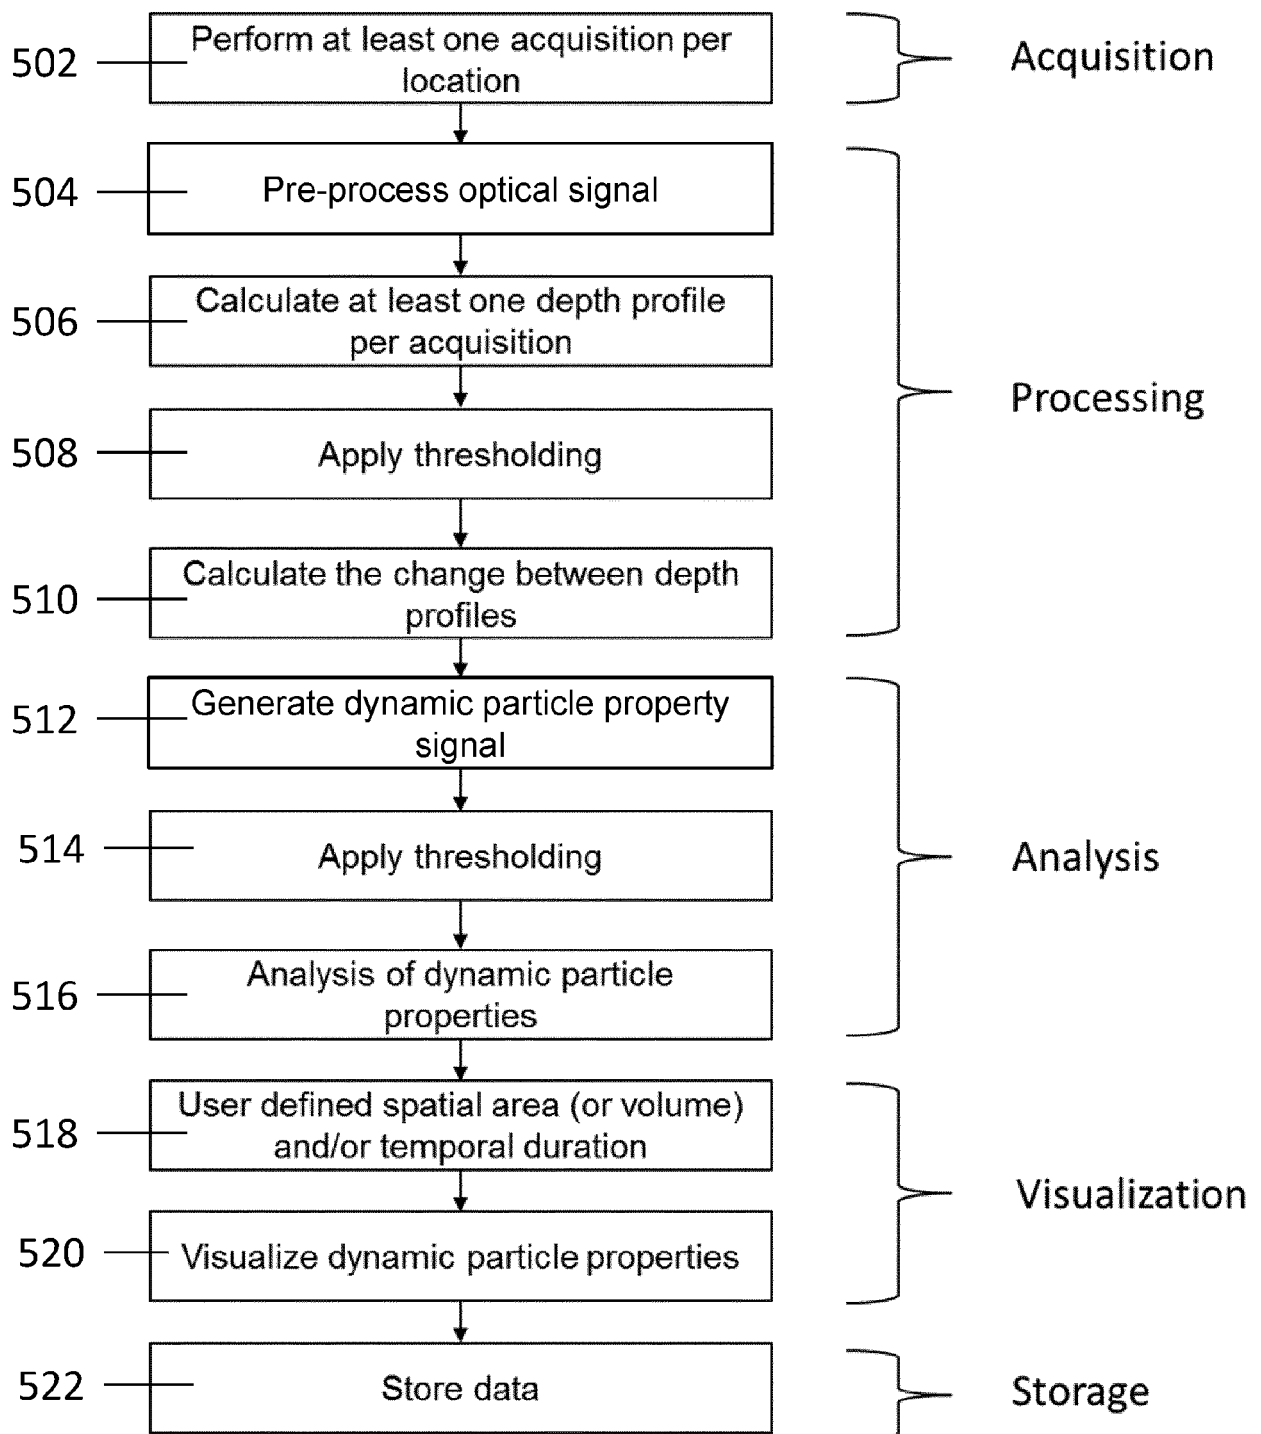 502
Perform at least one acquisition per
location
Acquisition
504
Pre-process optical signal
506
Calculate at least one depth profile
per acquisition
Processing
508
Apply thresholding
510
Calculate the change between depth
profiles
512
Generate dynamic particle property
signal
514
Apply thresholding
Analysis
516
Analysis of dynamic particle
properties
518
User defined spatial area (or volume)
and/or temporal duration
Visualization
520
Visualize dynamic particle properties
522
Store data
Storage